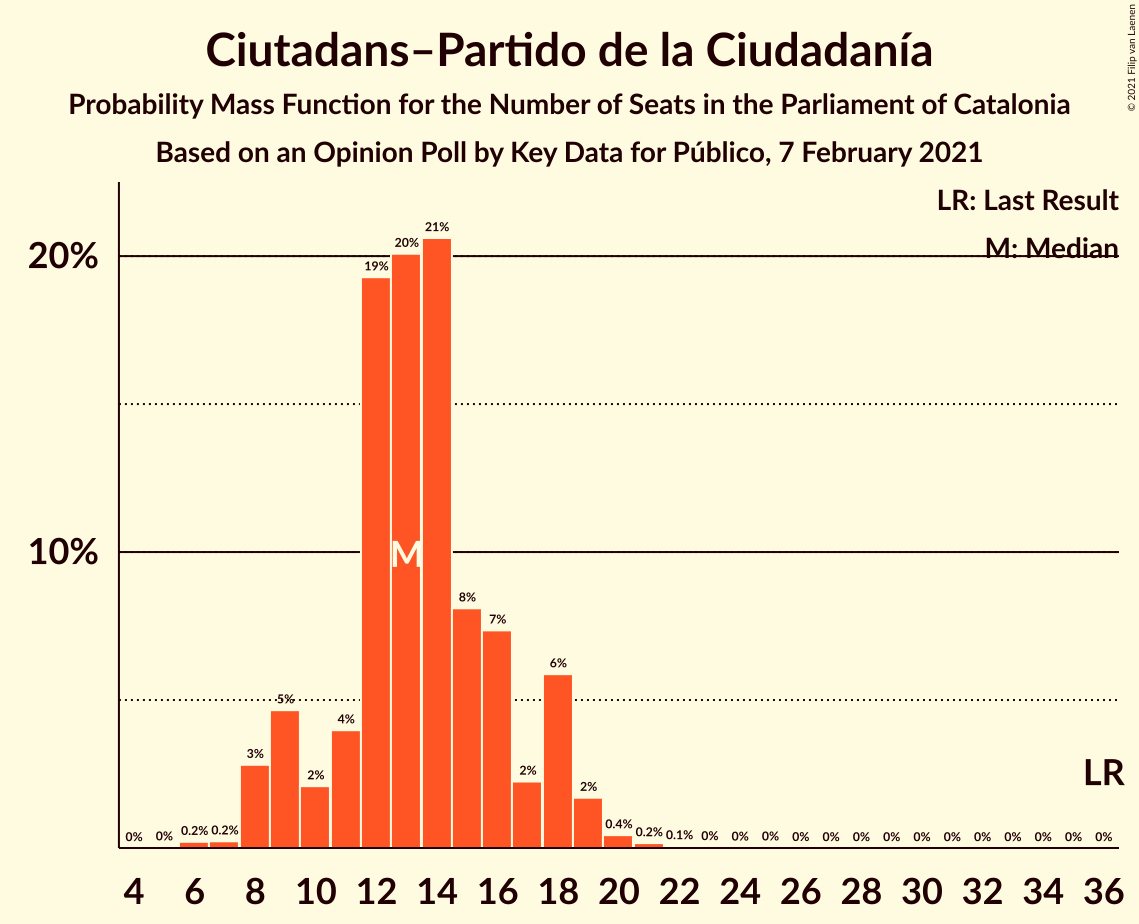 Ciutadans–Partido de la Ciudadanía
Probability Mass Function for the Number of Seats in the Parliament of Catalonia
Based on an Opinion Poll by Key Data for Público, 7 February 2021
© 2021 Filip van Laenen
LR: Last Result
M: Median
20%
10%
0% 0% 0.2% 0.2% 3% 5% 2% 4% 19% 20% 21% 8% 7% 2% 6% 2% 0.4% 0.2% 0.1% 0% 0% 0% 0% 0% 0% 0% 0% 0% 0% 0% 0% 0% 0%
M
LR
4 6 8 10 12 14 16 18 20 22 24 26 28 30 32 34 36